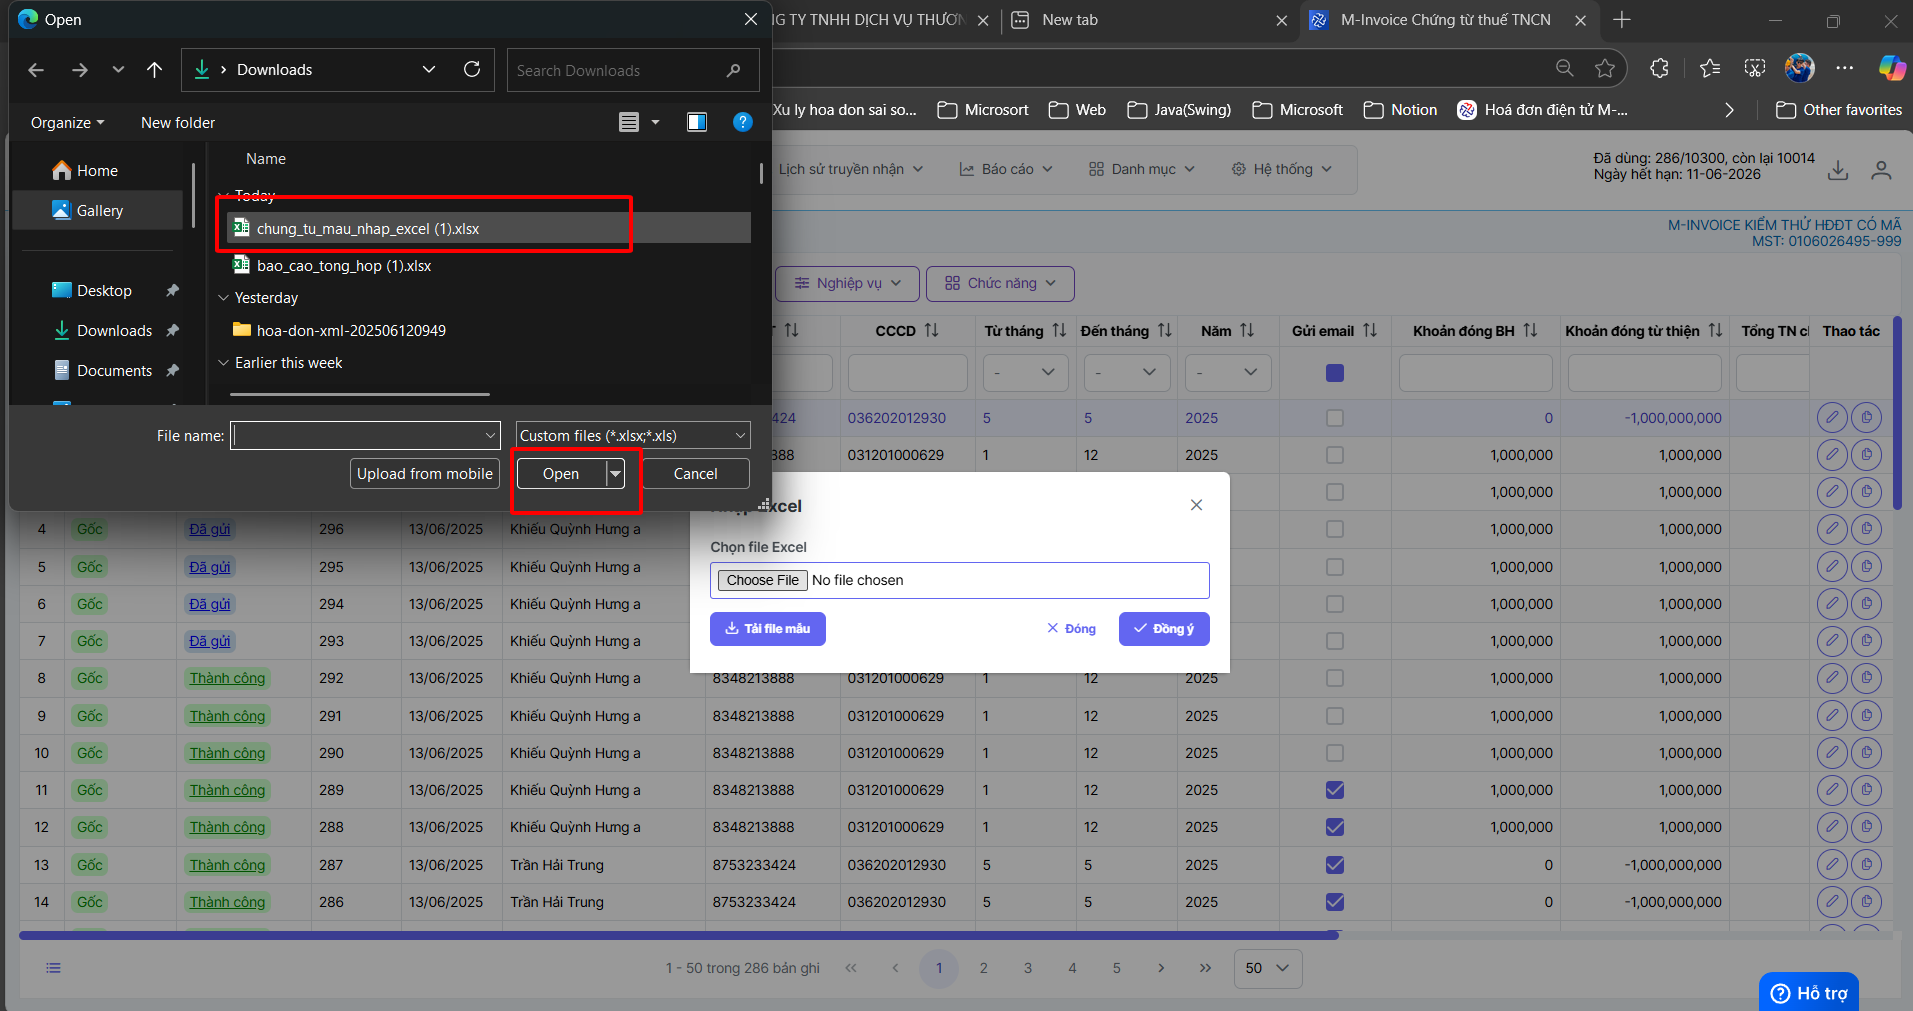 Open
NG TY TNHH DỊCH VỤ THƯƠN
New tab
M-Invoice Chứng từ thuế TNCN
Downloads
Search Downloads
Organize
New folder
Xu ly hoa don sai so...
Microsort
Web
Java(Swing)
Microsoft
Notion
Hoá đơn điện tử M-...
Other favorites
Name
Home
Gallery
Desktop
Downloads
Documents
Today
chung_tu_mau_nhap_excel (1).xlsx
bao_cao_tong_hop (1).xlsx
Yesterday
hoa-don-xml-202506120949
Earlier this week
File name:
Custom files (*.xlsx;*.xls)
Upload from mobile
Open
Cancel
Lịch sử truyền nhận
Báo cáo
Danh mục
Hệ thống
Đã dùng: 286/10300, còn lại 10014
Ngày hết hạn: 11-06-2026
M-INVOICE KIỂM THỬ HĐĐT CÓ MÃ
MST: 0106026495-999
Nghiệp vụ
Chức năng
CCCD Từ tháng Đến tháng Năm Gửi email Khoản đóng BH Khoản đóng từ thiện Tổng TN Thao tác
- - -
424 036202012930 5 5 2025 0 -1,000,000,000
888 031201000629 1 12 2025 1,000,000 1,000,000
1,000,000 1,000,000
4 Gốc Đã gửi 296 13/06/2025 Khiếu Quỳnh Hưng a 1,000,000 1,000,000
5 Gốc Đã gửi 295 13/06/2025 Khiếu Quỳnh Hưng a 1,000,000 1,000,000
6 Gốc Đã gửi 294 13/06/2025 Khiếu Quỳnh Hưng a 1,000,000 1,000,000
7 Gốc Đã gửi 293 13/06/2025 Khiếu Quỳnh Hưng a 1,000,000 1,000,000
Excel
Chọn file Excel
Choose File No file chosen
Tải file mẫu
Đóng
Đồng ý
8 Gốc Thành công 292 13/06/2025 Khiếu Quỳnh Hưng a 8348213888 031201000629 1 12 2025 1,000,000 1,000,000
9 Gốc Thành công 291 13/06/2025 Khiếu Quỳnh Hưng a 8348213888 031201000629 1 12 2025 1,000,000 1,000,000
10 Gốc Thành công 290 13/06/2025 Khiếu Quỳnh Hưng a 8348213888 031201000629 1 12 2025 1,000,000 1,000,000
11 Gốc Thành công 289 13/06/2025 Khiếu Quỳnh Hưng a 8348213888 031201000629 1 12 2025 1,000,000 1,000,000
12 Gốc Thành công 288 13/06/2025 Khiếu Quỳnh Hưng a 8348213888 031201000629 1 12 2025 1,000,000 1,000,000
13 Gốc Thành công 287 13/06/2025 Trần Hải Trung 8753233424 036202012930 5 5 2025 0 -1,000,000,000
14 Gốc Thành công 286 13/06/2025 Trần Hải Trung 8753233424 036202012930 5 5 2025 0 -1,000,000,000
1 - 50 trong 286 bản ghi « ‹ 1 2 3 4 5 › » 50
Hỗ trợ